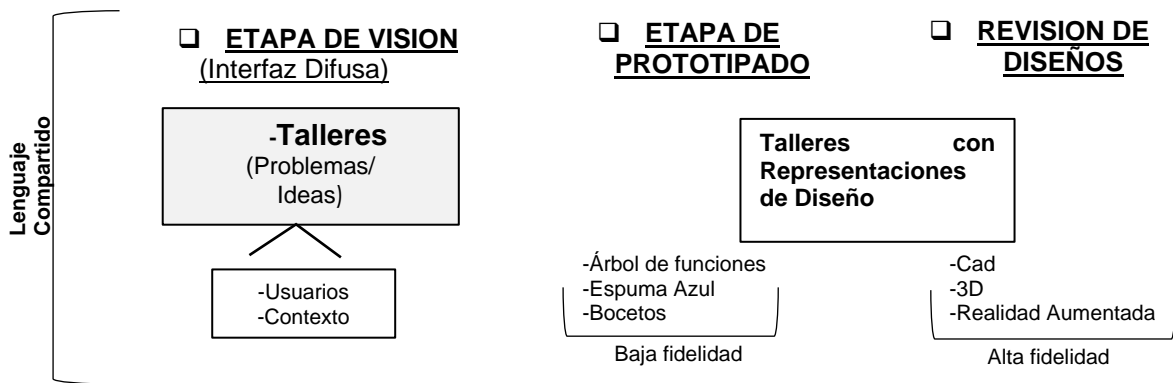 Lenguaje
Compartido
❑ ETAPA DE VISION
(Interfaz Difusa)
-Talleres
(Problemas/
Ideas)
-Usuarios
-Contexto
❑ ETAPA DE
PROTOTIPADO
❑ REVISION DE
DISEÑOS
Talleres con
Representaciones
de Diseño
-Árbol de funciones
-Espuma Azul
-Bocetos
Baja fidelidad
-Cad
-3D
-Realidad Aumentada
Alta fidelidad